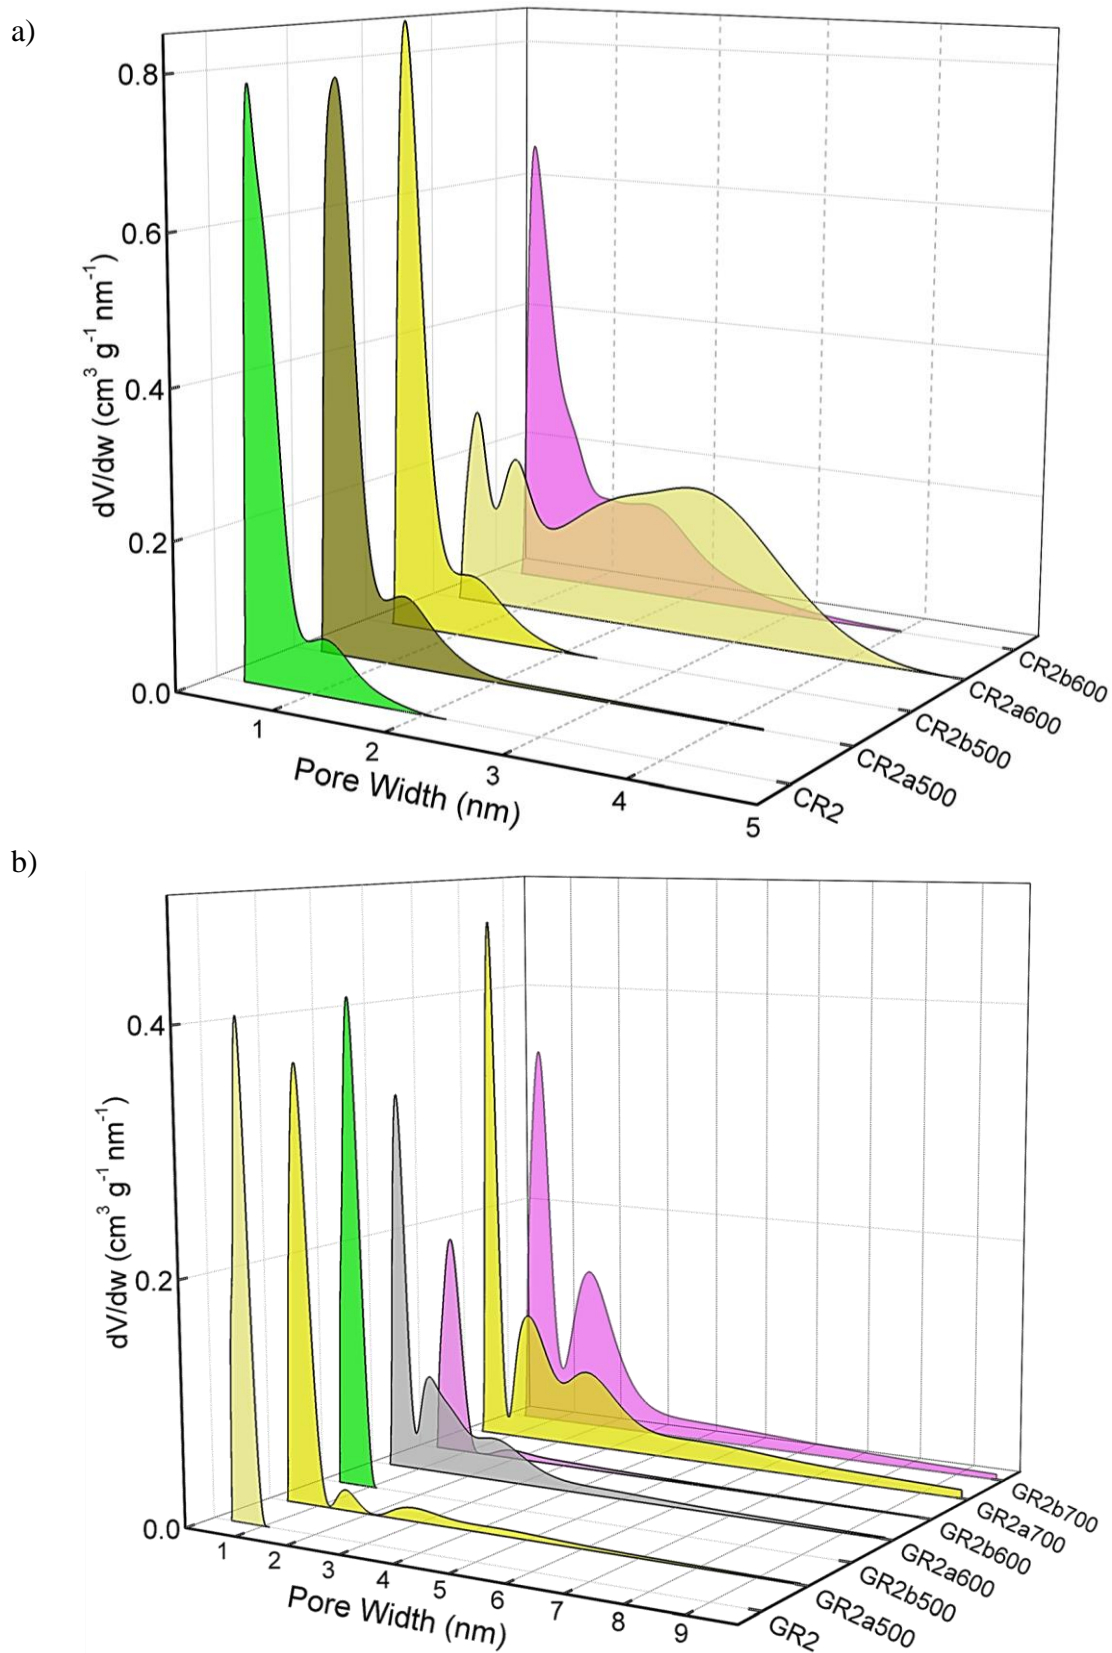 a)
0.8
0.6
0.4
0.2
0.0
dV/dw (cm³ g⁻¹ nm⁻¹)
1
2
3
4
5
Pore Width (nm)
CR2b600
CR2a600
CR2b500
CR2a500
CR2
b)
0.4
0.2
0.0
dV/dw (cm³ g⁻¹ nm⁻¹)
1
2
3
4
5
6
7
8
9
Pore Width (nm)
GR2b700
GR2a700
GR2b600
GR2a600
GR2b500
GR2a500
GR2